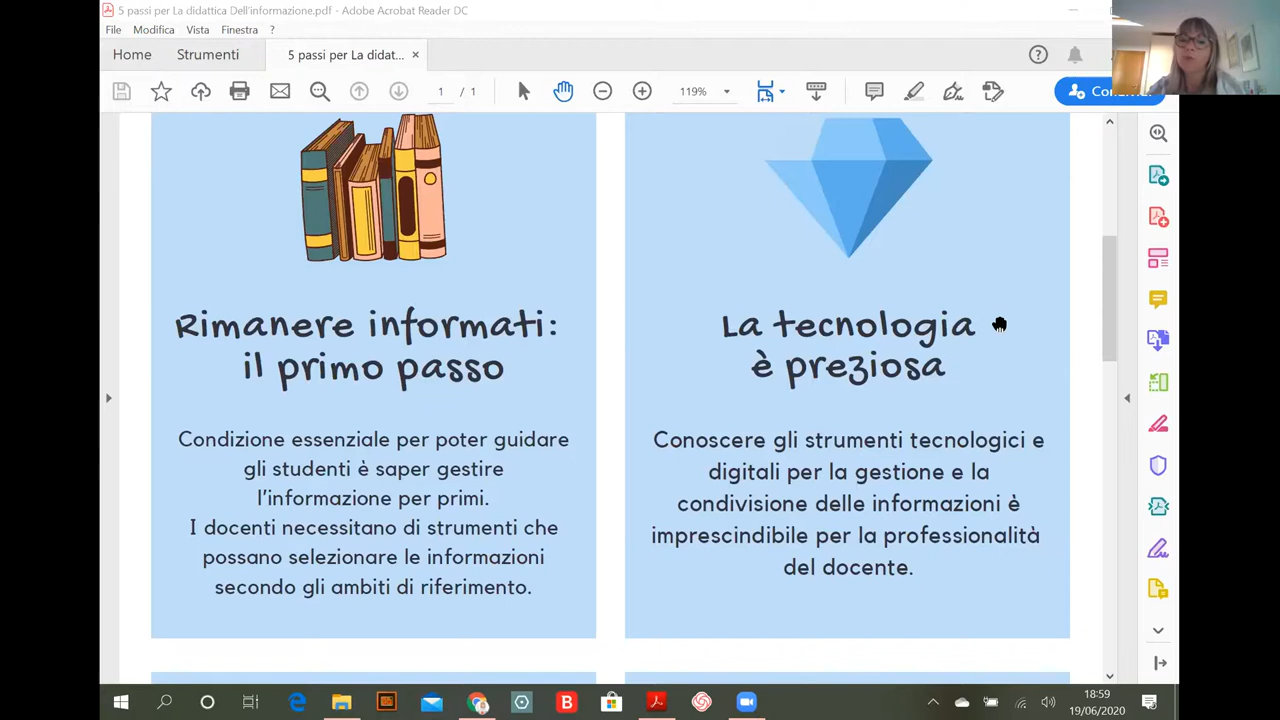 5 passi per La didattica Dell'informazione.pdf - Adobe Acrobat Reader DC
File Modifica Vista Finestra ?
Home Strumenti 5 passi per La didat... ×
1 / 1 119%
Rimanere informati:
il primo passo
Condizione essenziale per poter guidare
gli studenti è saper gestire
l'informazione per primi.
I docenti necessitano di strumenti che
possano selezionare le informazioni
secondo gli ambiti di riferimento.
La tecnologia
è preziosa
Conoscere gli strumenti tecnologici e
digitali per la gestione e la
condivisione delle informazioni è
imprescindibile per la professionalità
del docente.
18:59
19/06/2020